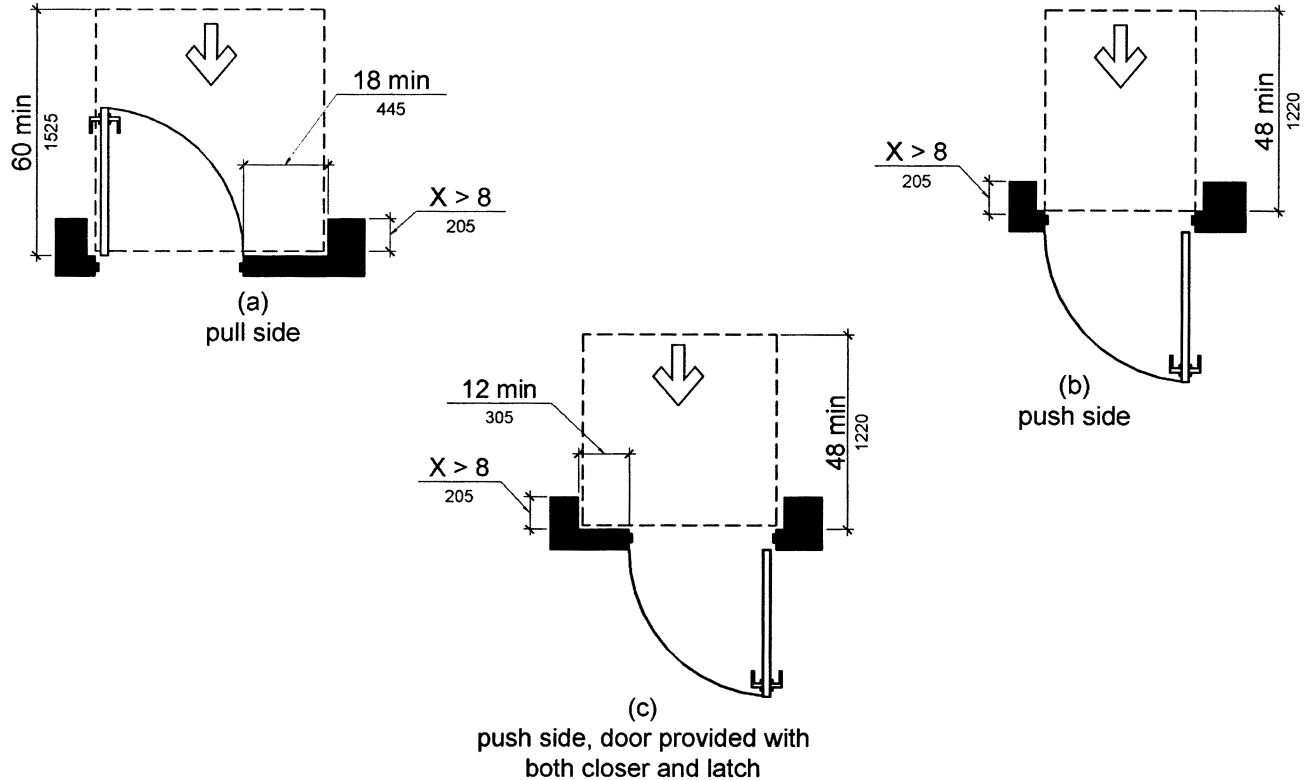 60 min
1525
18 min
445
X > 8
205
(a)
pull side
48 min
1220
X > 8
205
(b)
push side
12 min
305
X > 8
205
48 min
1220
(c)
push side, door provided with
both closer and latch